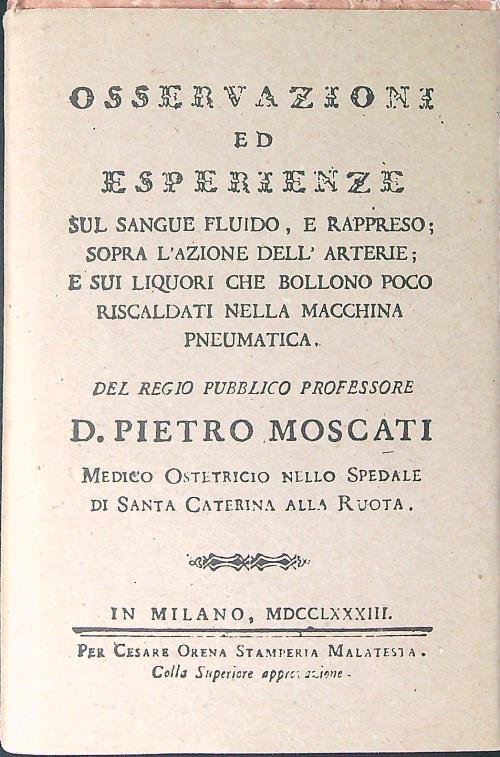 OSSERVAZIONI
ED
ESPERIENZE
SUL SANGUE FLUIDO, E RAPPRESO;
SOPRA L'AZIONE DELL' ARTERIE;
E SUI LIQUORI CHE BOLLONO POCO
RISCALDATI NELLA MACCHINA
PNEUMATICA.
DEL REGIO PUBBLICO PROFESSORE
D. PIETRO MOSCATI
MEDICO OSTETRICIO NELLO SPEDALE
DI SANTA CATERINA ALLA RUOTA.
IN MILANO, MDCCLXXXIII.
PER CESARE ORENA STAMPERIA MALATESTA.
Colla Superiore approvazione.